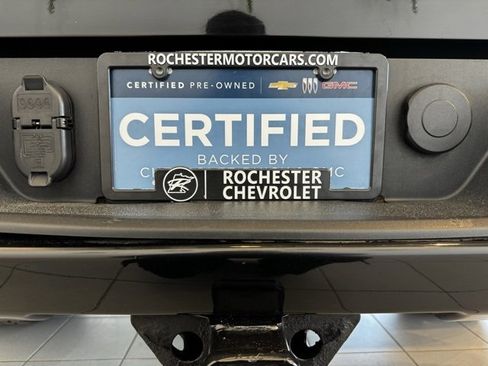 ROCHESTERMOTORCARS.COM
CERTIFIED PRE-OWNED GMC
CERTIFIED
BACKED BY
ROCHESTER
CHEVROLET